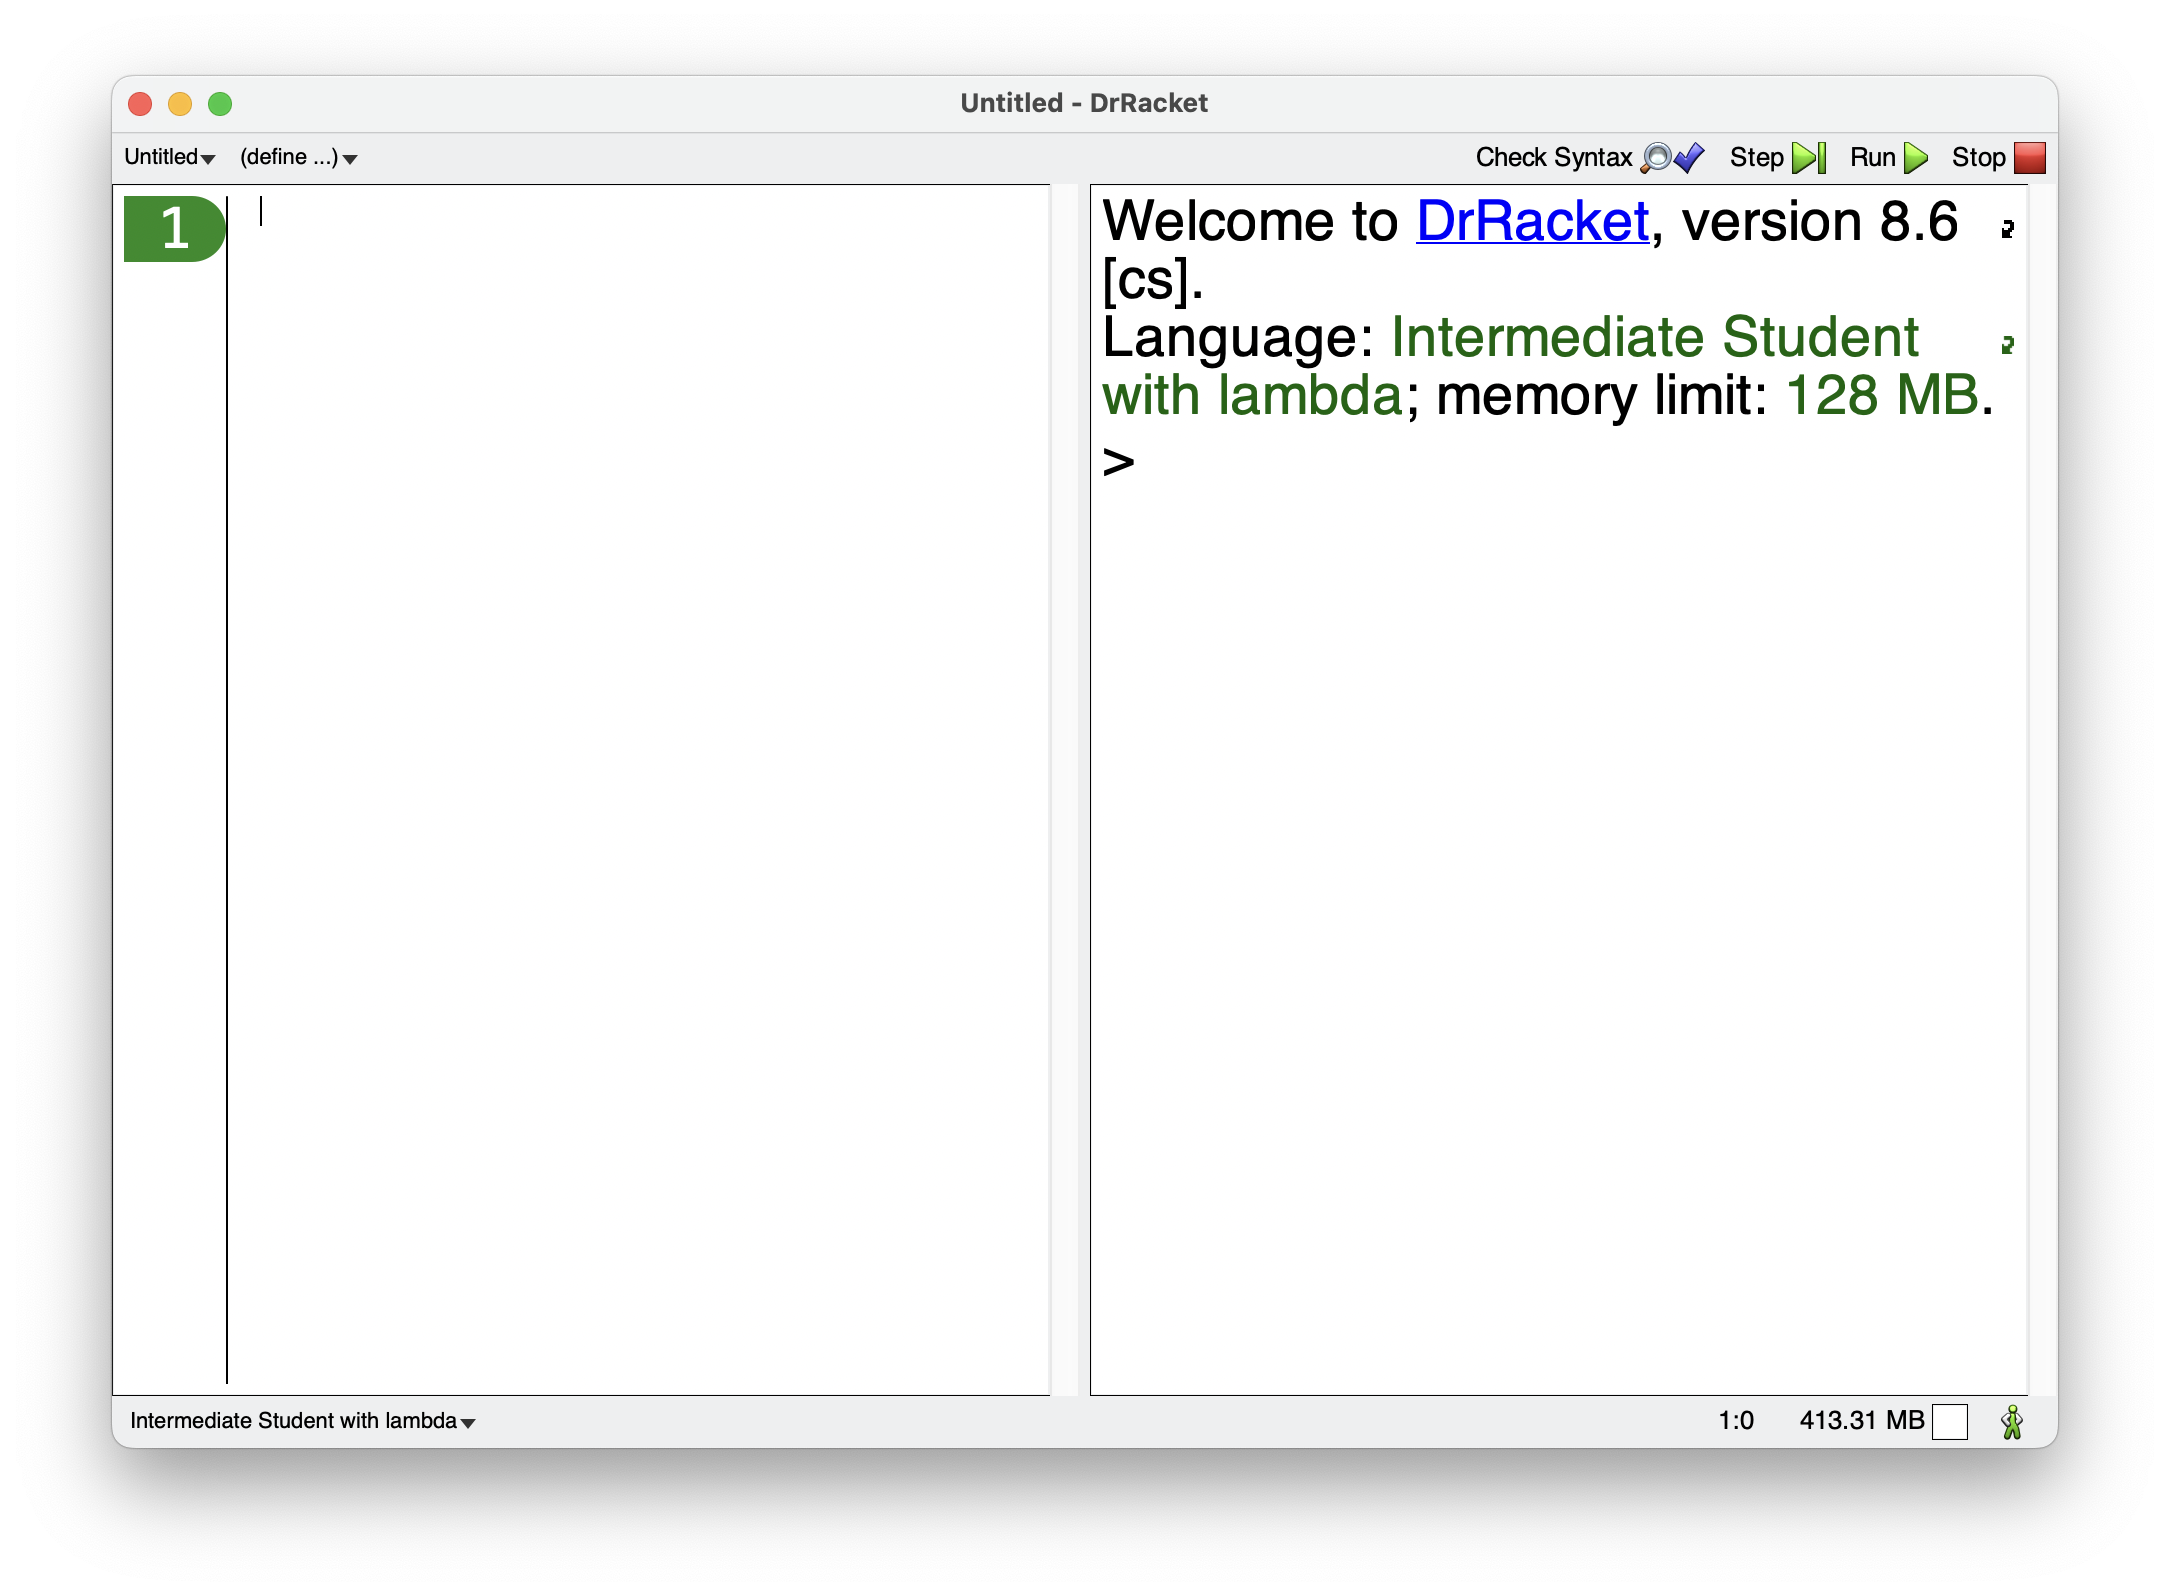 Untitled - DrRacket
Untitled (define ...) Check Syntax Step Run Stop
1
Welcome to DrRacket, version 8.6
[cs].
Language: Intermediate Student
with lambda; memory limit: 128 MB.
>
Intermediate Student with lambda 1:0 413.31 MB